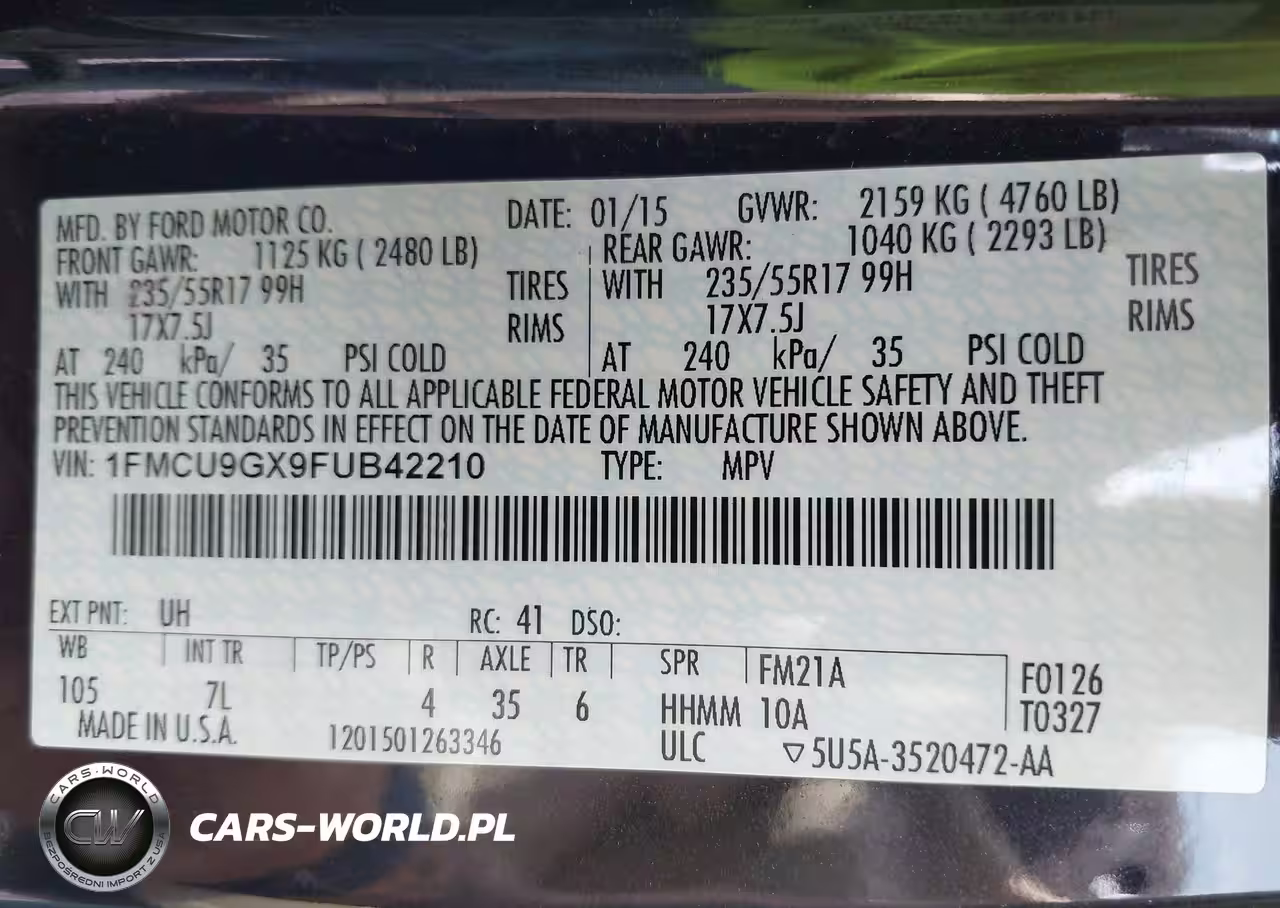 MFD. BY FORD MOTOR CO. DATE: 01/15 GVWR: 2159 KG ( 4760 LB)
FRONT GAWR: 1125 KG ( 2480 LB) REAR GAWR: 1040 KG ( 2293 LB)
WITH 235/55R17 99H TIRES WITH 235/55R17 99H TIRES
17X7.5J RIMS 17X7.5J RIMS
AT 240 kPa/ 35 PSI COLD AT 240 kPa/ 35 PSI COLD
THIS VEHICLE CONFORMS TO ALL APPLICABLE FEDERAL MOTOR VEHICLE SAFETY AND THEFT
PREVENTION STANDARDS IN EFFECT ON THE DATE OF MANUFACTURE SHOWN ABOVE.
VIN: 1FMCU9GX9FUB42210 TYPE: MPV
EXT PNT: UH RC: 41 DSO:
WB INT TR TP/PS R AXLE TR SPR FM21A F0126
105 7L 4 35 6 HHMM 10A T0327
MADE IN U.S.A. 1201501263346 ULC ▽5U5A-3520472-AA
CARS-WORLD
CW
BEZPOŚREDNI IMPORT Z USA
CARS-WORLD.PL